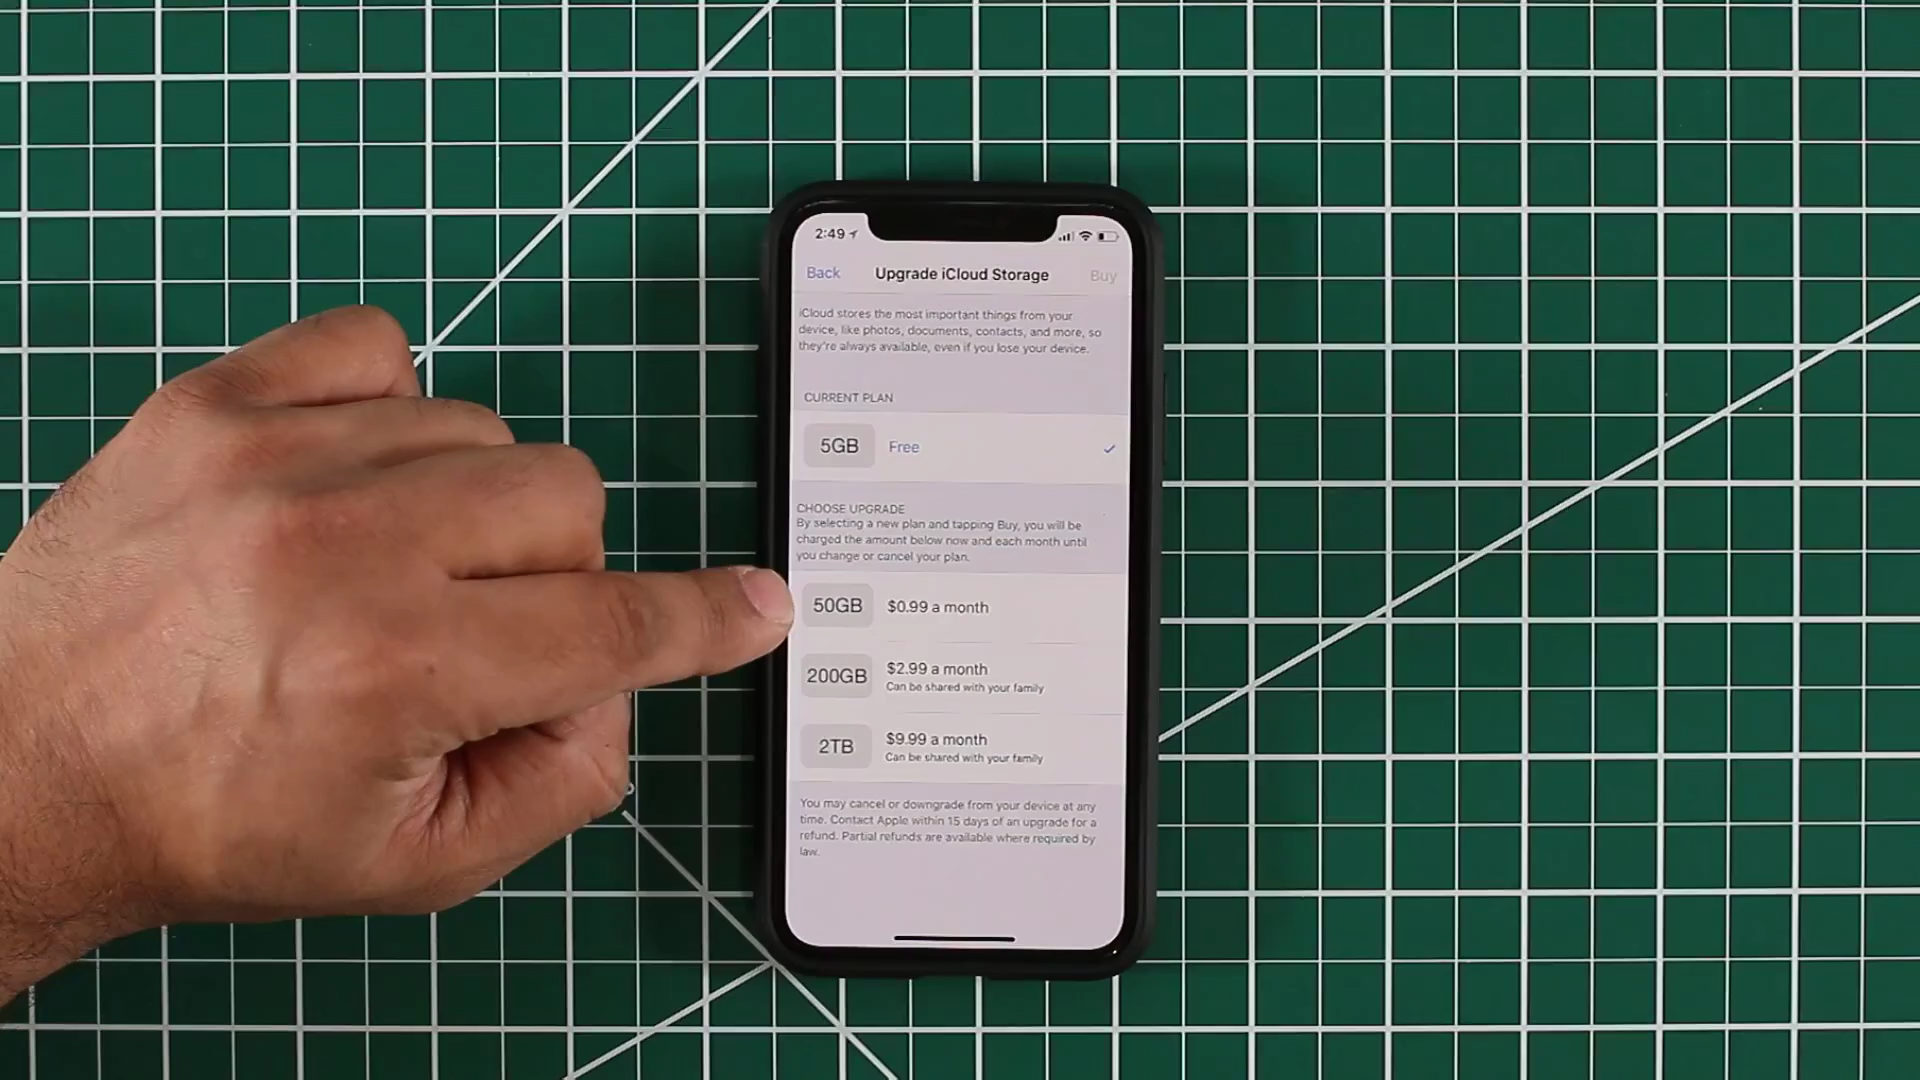 2:49
Back Upgrade iCloud Storage Buy
iCloud stores the most important things from your
device, like photos, documents, contacts, and more, so
they're always available, even if you lose your device.
CURRENT PLAN
5GB Free
CHOOSE UPGRADE
By selecting a new plan and tapping Buy, you will be
charged the amount below now and each month until
you change or cancel your plan.
50GB $0.99 a month
200GB $2.99 a month
Can be shared with your family
2TB $9.99 a month
Can be shared with your family
You may cancel or downgrade from your device at any
time. Contact Apple within 15 days of an upgrade for a
refund. Partial refunds are available where required by
law.